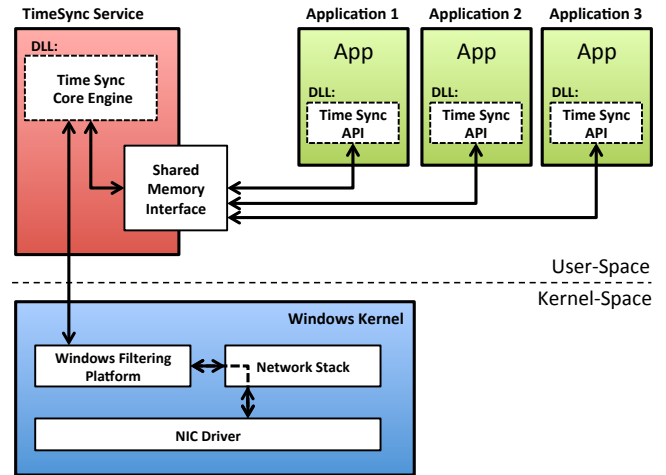 TimeSync Service
Application 1
Application 2
Application 3
DLL:
Time Sync
Core Engine
App
DLL:
Time Sync
API
App
DLL:
Time Sync
API
App
DLL:
Time Sync
API
Shared
Memory
Interface
User-Space
Kernel-Space
Windows Kernel
Windows Filtering
Platform
Network Stack
NIC Driver